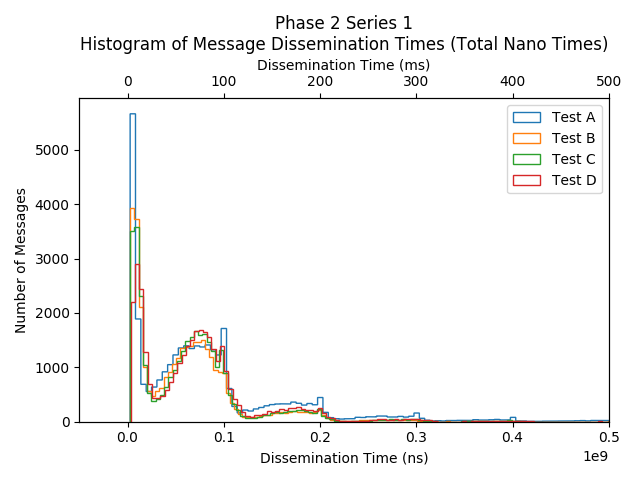 Phase 2 Series 1
Histogram of Message Dissemination Times (Total Nano Times)
Dissemination Time (ms)
0 100 200 300 400 500
Test A
Test B
Test C
Test D
Number of Messages
5000
4000
3000
2000
1000
0
0.0 0.1 0.2 0.3 0.4 0.5
Dissemination Time (ns)
1e9